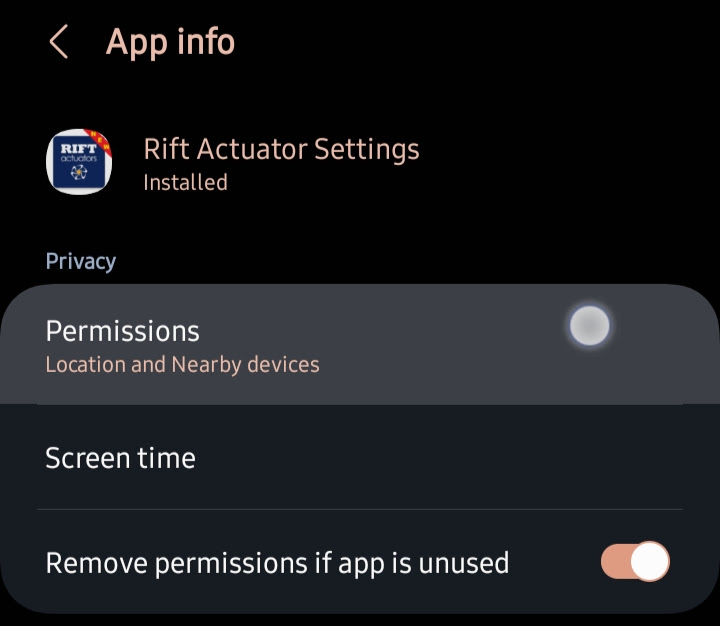 App info
NEW
RIFT
actuators
Rift Actuator Settings
Installed
Privacy
Permissions
Location and Nearby devices
Screen time
Remove permissions if app is unused